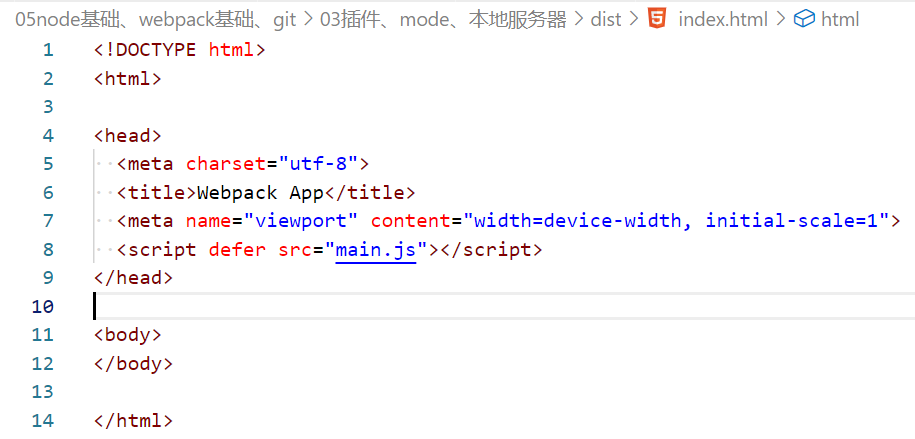 05node基础、webpack基础、git > 03插件、mode、本地服务器 > dist > index.html > html
1 <!DOCTYPE html>
2 <html>
3
4 <head>
5 <meta charset="utf-8">
6 <title>Webpack App</title>
7 <meta name="viewport" content="width=device-width, initial-scale=1">
8 <script defer src="main.js"></script>
9 </head>
10
11 <body>
12 </body>
13
14 </html>